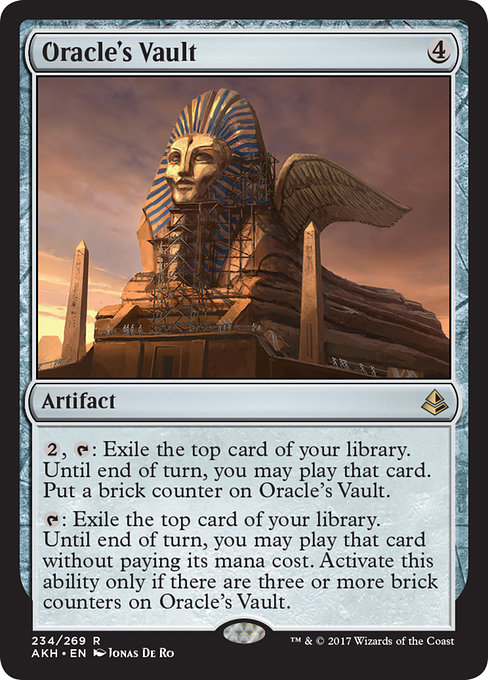 Oracle's Vault 4
Artifact
2, T: Exile the top card of your library.
Until end of turn, you may play that card.
Put a brick counter on Oracle's Vault.
T: Exile the top card of your library.
Until end of turn, you may play that card
without paying its mana cost. Activate this
ability only if there are three or more brick
counters on Oracle's Vault.
234/269 R
™ & © 2017 Wizards of the Coast
AKH • EN Jonas De Ro